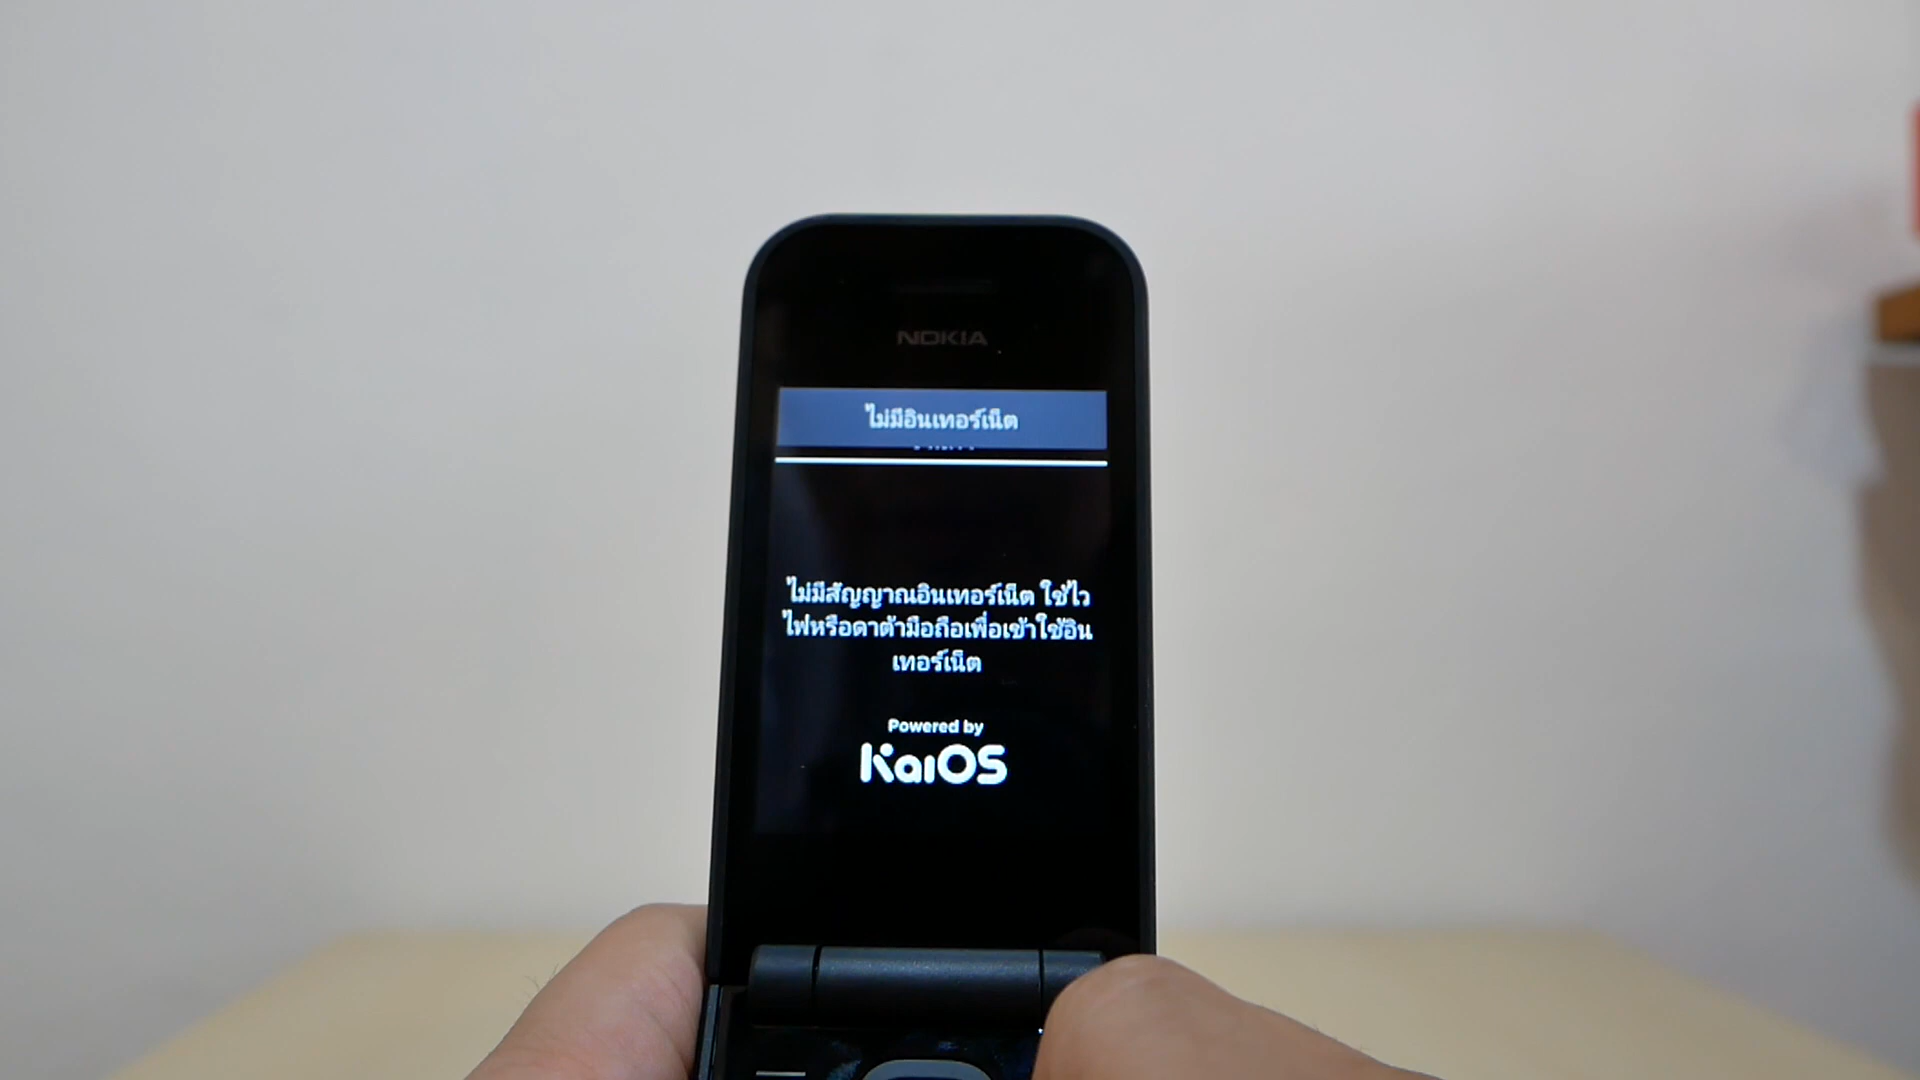 NOKIA
ไม่มีอินเทอร์เน็ต
ไม่มีสัญญาณอินเทอร์เน็ต ใช้ไว
ไฟหรือดาต้ามือถือเพื่อเข้าใช้อิน
เทอร์เน็ต
Powered by
KaiOS